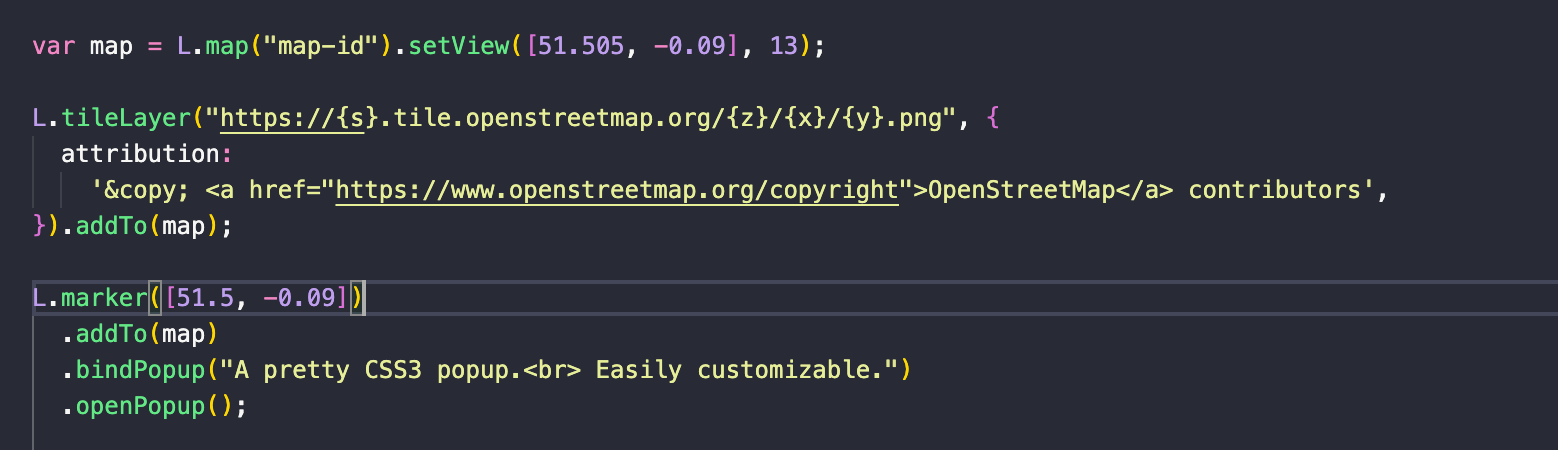 var map = L.map("map-id").setView([51.505, -0.09], 13);
L.tileLayer("https://{s}.tile.openstreetmap.org/{z}/{x}/{y}.png", {
attribution:
'&copy; <a href="https://www.openstreetmap.org/copyright">OpenStreetMap</a> contributors',
}).addTo(map);
L.marker([51.5, -0.09])
.addTo(map)
.bindPopup("A pretty CSS3 popup.<br> Easily customizable.")
.openPopup();